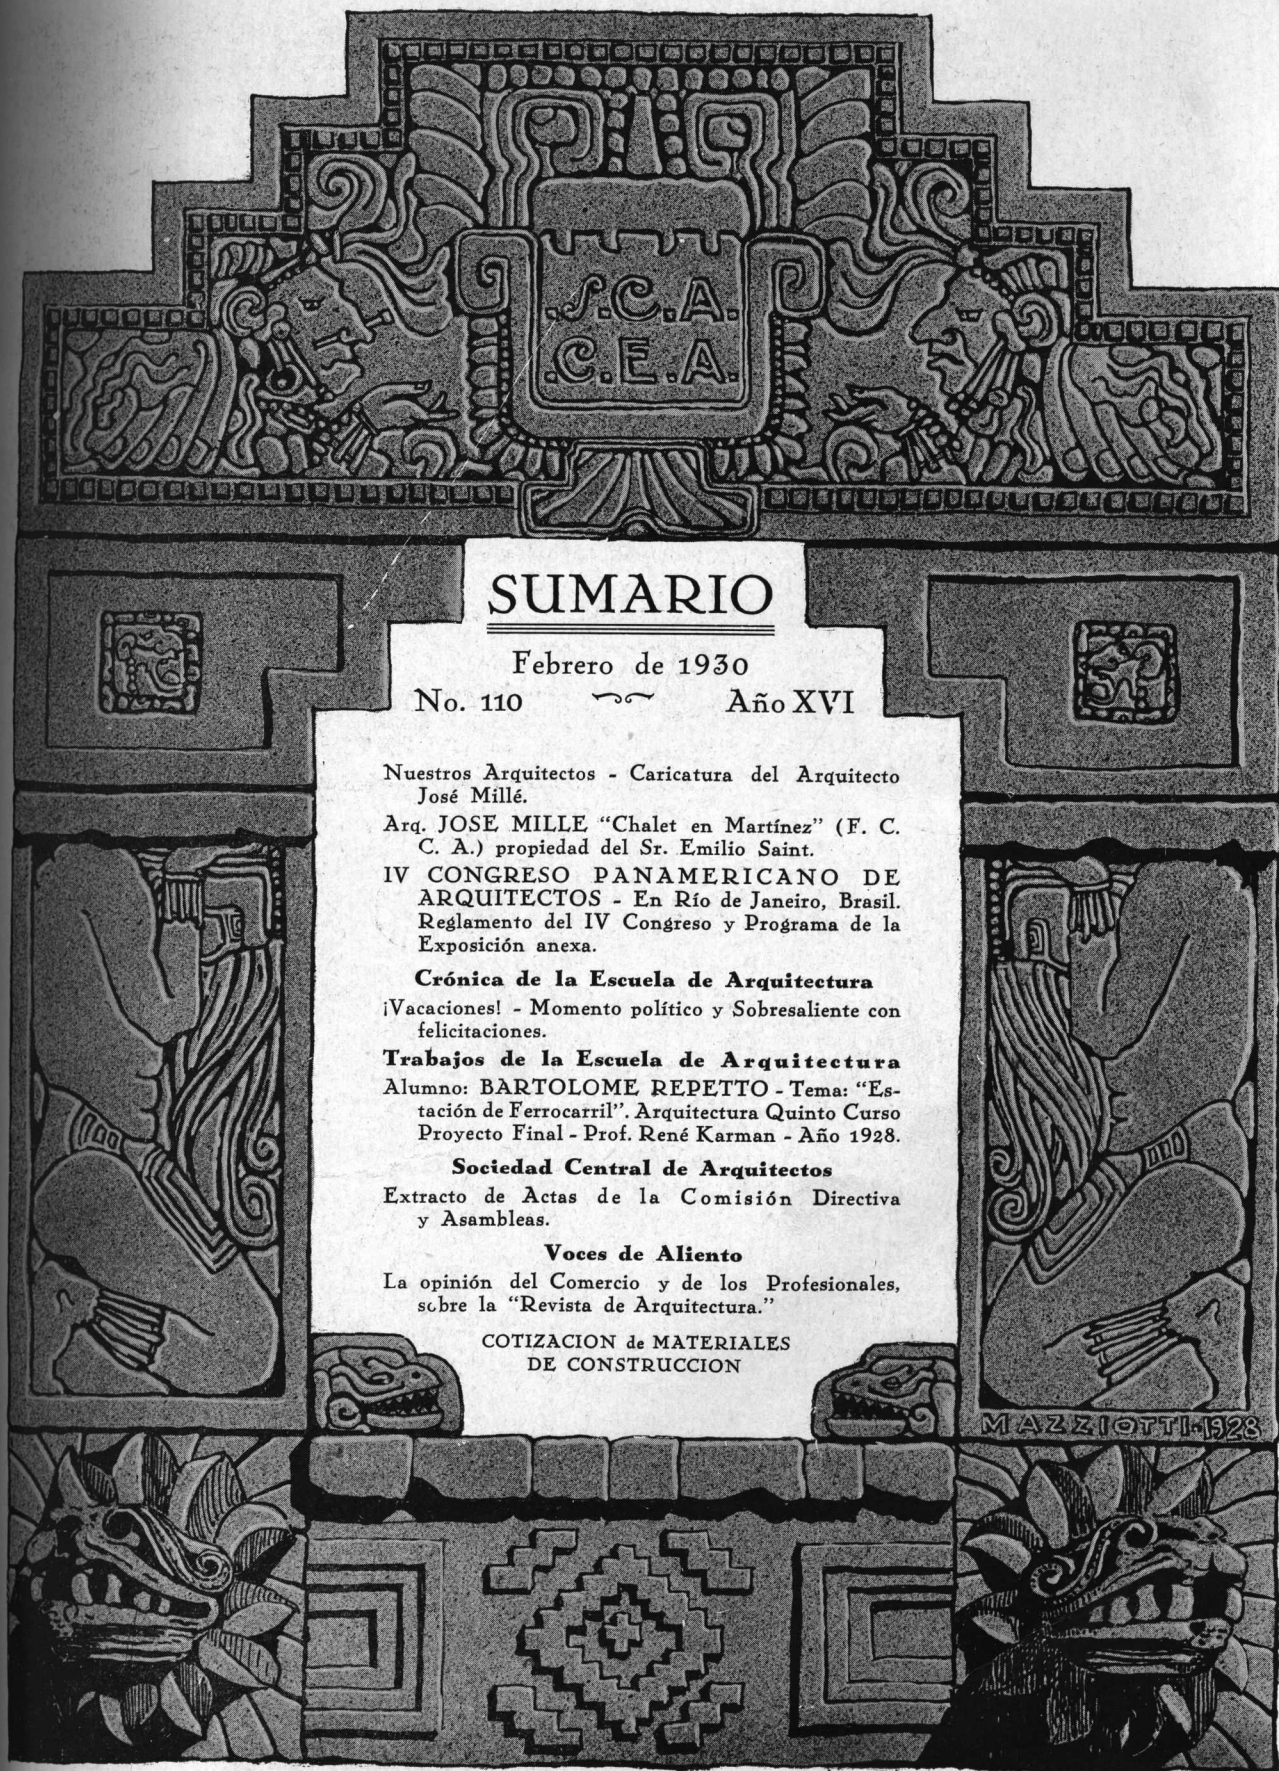 .S.C.A.
.C.E.A.
SUMARIO
Febrero de 1930
No. 110 Año XVI
Nuestros Arquitectos - Caricatura del Arquitecto
José Millé.
Arq. JOSE MILLE "Chalet en Martínez" (F. C.
C. A.) propiedad del Sr. Emilio Saint.
IV CONGRESO PANAMERICANO DE
ARQUITECTOS - En Río de Janeiro, Brasil.
Reglamento del IV Congreso y Programa de la
Exposición anexa.
Crónica de la Escuela de Arquitectura
¡Vacaciones! - Momento político y Sobresaliente con
felicitaciones.
Trabajos de la Escuela de Arquitectura
Alumno: BARTOLOME REPETTO - Tema: "Es-
tación de Ferrocarril". Arquitectura Quinto Curso
Proyecto Final - Prof. René Karman - Año 1928.
Sociedad Central de Arquitectos
Extracto de Actas de la Comisión Directiva
y Asambleas.
Voces de Aliento
La opinión del Comercio y de los Profesionales,
sobre la "Revista de Arquitectura."
COTIZACION de MATERIALES
DE CONSTRUCCION
MAZZIOTTI-1928